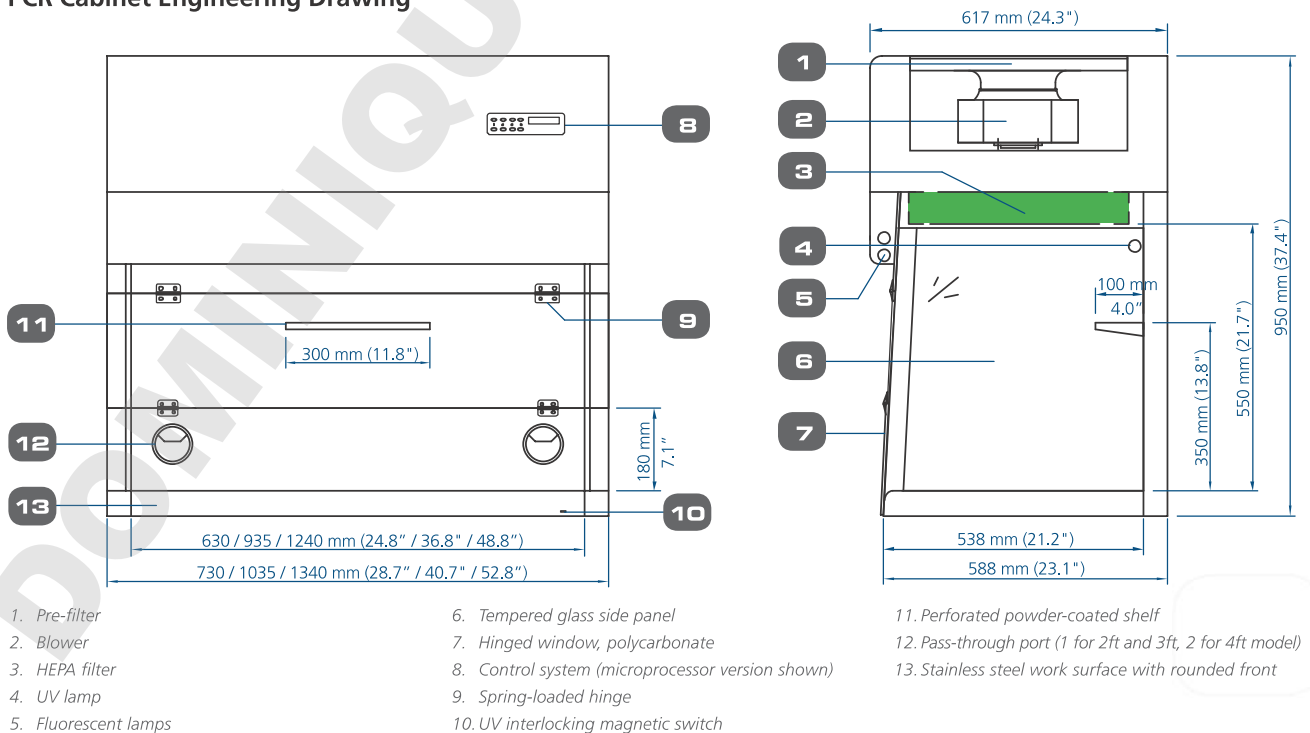 PCR Cabinet Engineering Drawing
DOMINIQU
617 mm (24.3")
1
2
3
4
5
6
7
8
9
10
11
12
13
300 mm (11.8")
180 mm
7.1”
630 / 935 / 1240 mm (24.8” / 36.8" / 48.8”)
730 / 1035 / 1340 mm (28.7” / 40.7" / 52.8”)
100 mm
4.0”
350 mm (13.8")
550 mm (21.7")
950 mm (37.4")
538 mm (21.2")
588 mm (23.1")
1. Pre-filter
2. Blower
3. HEPA filter
4. UV lamp
5. Fluorescent lamps
6. Tempered glass side panel
7. Hinged window, polycarbonate
8. Control system (microprocessor version shown)
9. Spring-loaded hinge
10. UV interlocking magnetic switch
11. Perforated powder-coated shelf
12. Pass-through port (1 for 2ft and 3ft, 2 for 4ft model)
13. Stainless steel work surface with rounded front